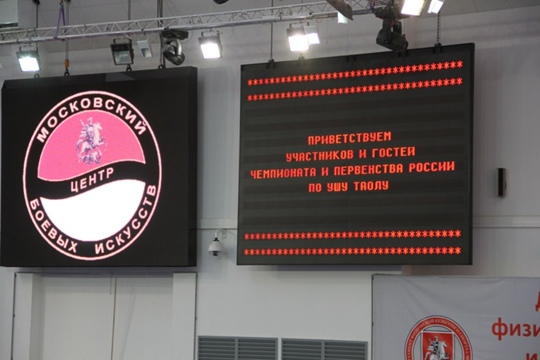 МОСКОВСКИЙ
ЦЕНТР
БОЕВЫХ ИСКУССТВ
*******************************
*******************************
ПРИВЕТСТВУЕМ
УЧАСТНИКОВ И ГОСТЕЙ
ЧЕМПИОНАТА И ПЕРВЕНСТВА РОССИИ
ПО УШУ ТАОЛУ
*******************************
*******************************